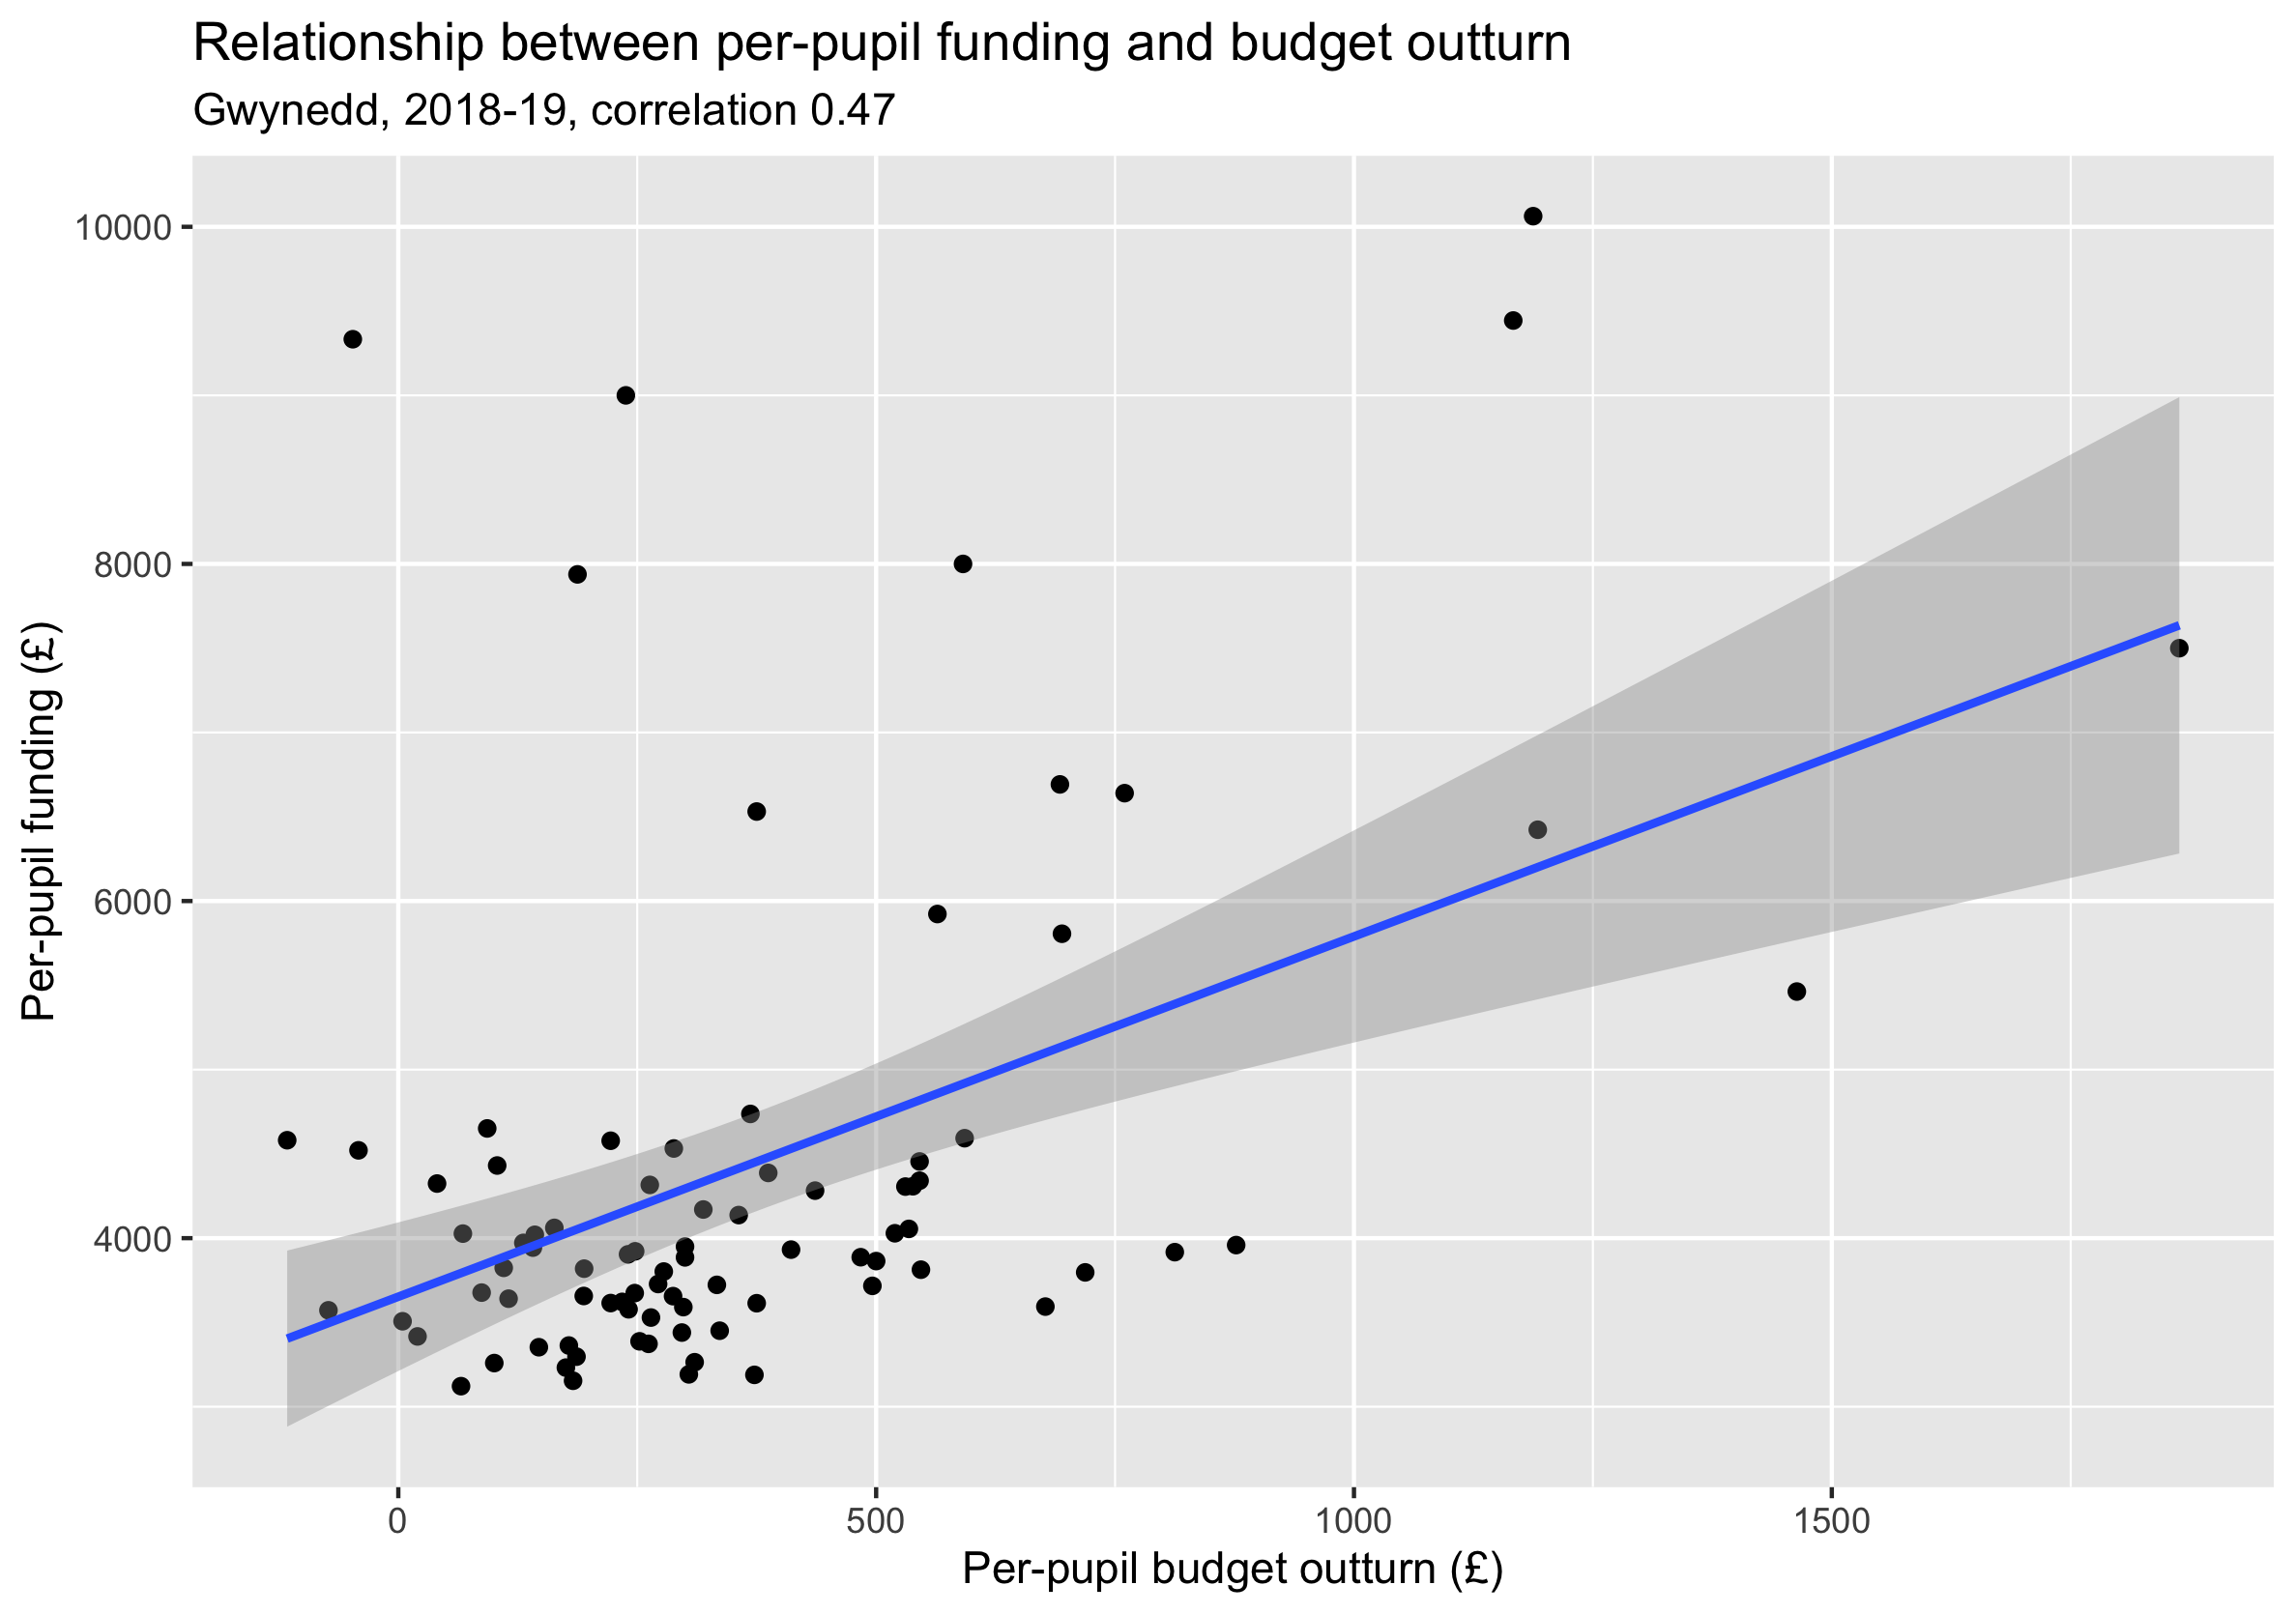 Relationship between per-pupil funding and budget outturn
Gwynedd, 2018-19, correlation 0.47
10000
8000
6000
4000
Per-pupil funding (£)
0
500
1000
1500
Per-pupil budget outturn (£)